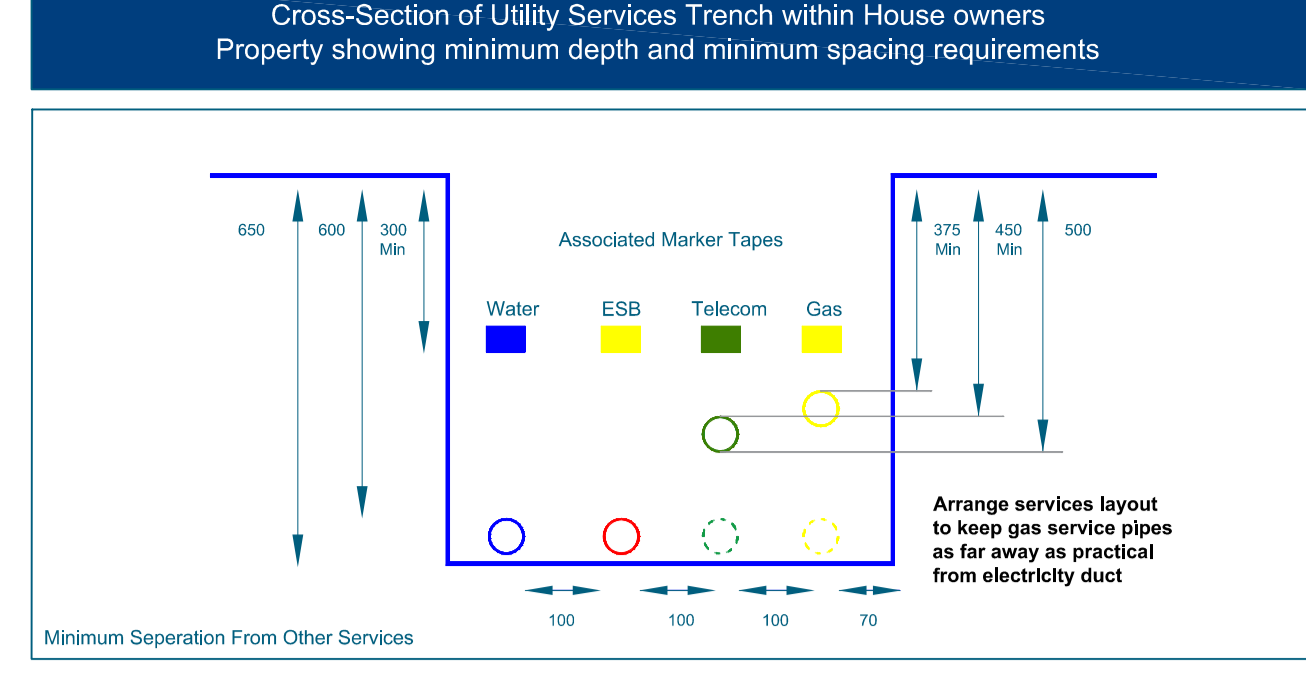 Cross-Section of Utility Services Trench within House owners
Property showing minimum depth and minimum spacing requirements
650
600
300
Min
375
Min
450
Min
500
Associated Marker Tapes
Water
ESB
Telecom
Gas
Arrange services layout
to keep gas service pipes
as far away as practical
from electricity duct
100
100
100
70
Minimum Seperation From Other Services